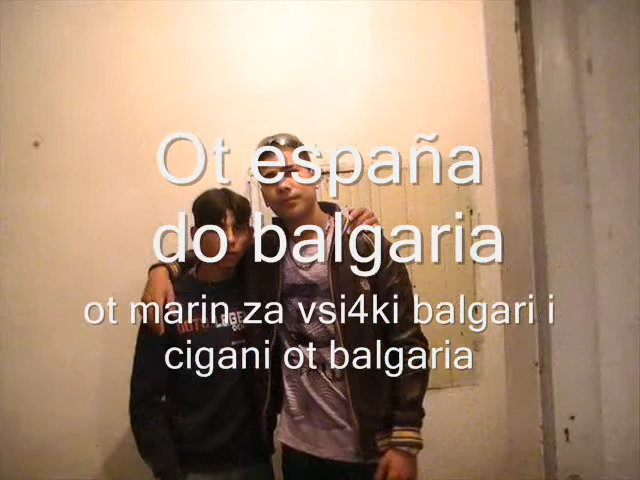 Ot españa
do balgaria
ot marin za vsi4ki balgari i
cigani ot balgaria